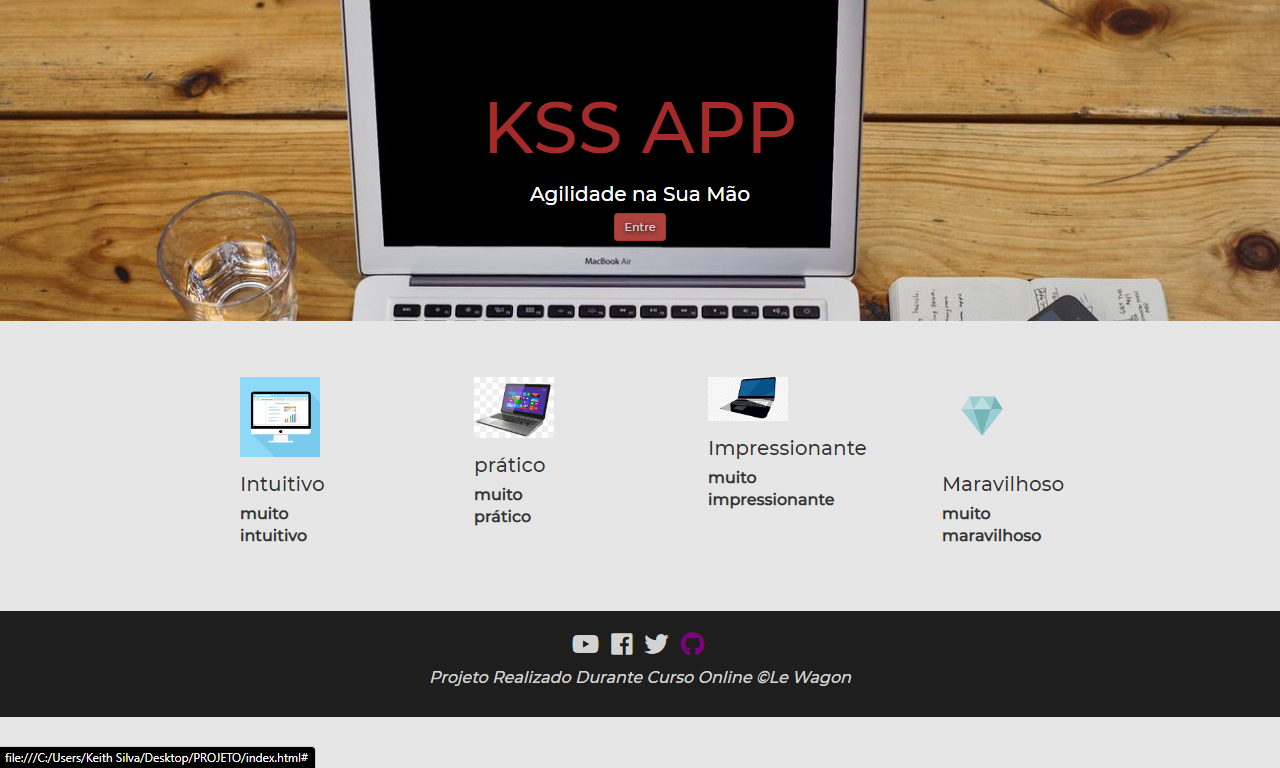 KSS APP
Agilidade na Sua Mão
Entre
MacBook Air
Intuitivo
muito
intuitivo
prático
muito
prático
Impressionante
muito
impressionante
Maravilhoso
muito
maravilhoso
Projeto Realizado Durante Curso Online ©Le Wagon
file:///C:/Users/Keith Silva/Desktop/PROJETO/index.html#